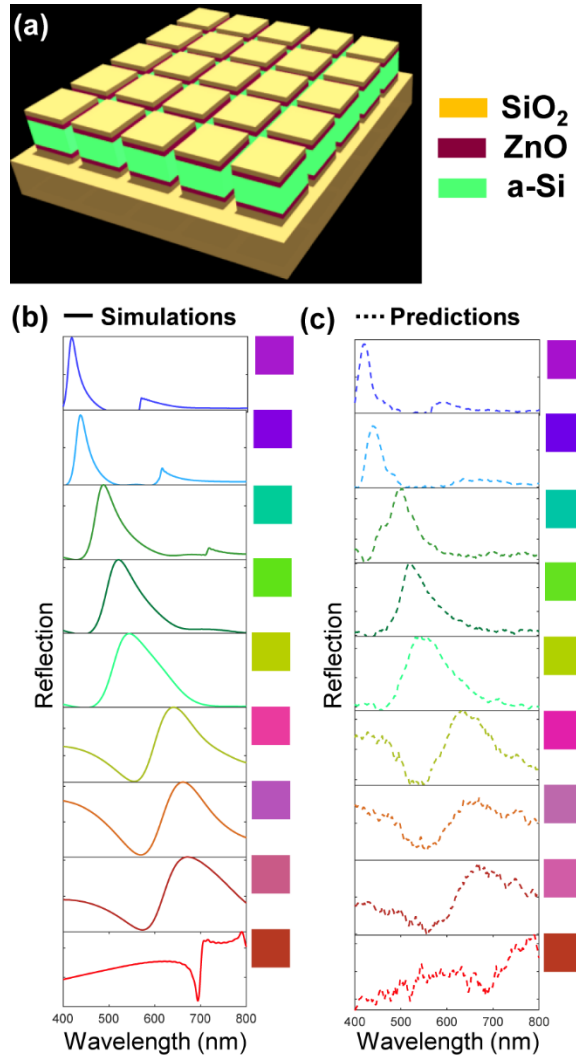 (a)
SiO₂
ZnO
a-Si
(b) — Simulations
(c) ---- Predictions
Reflection
Reflection
400 500 600 700 800
400 500 600 700 800
Wavelength (nm)
Wavelength (nm)